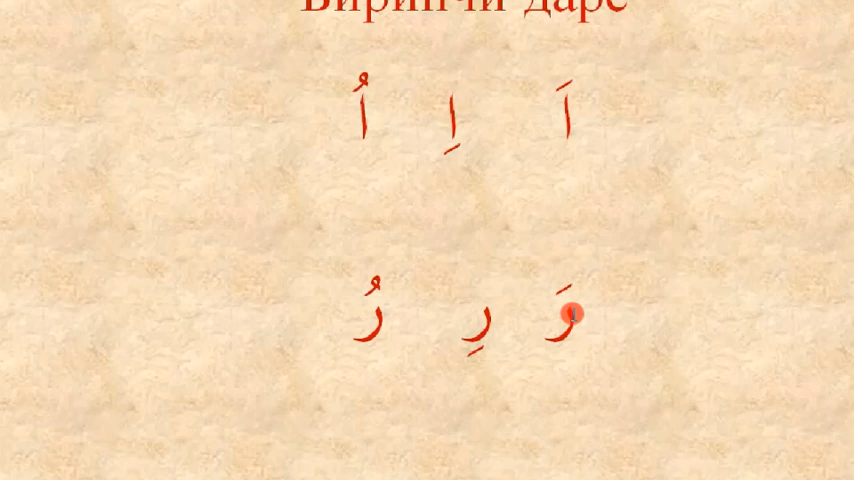 Биринчи дарс
اَ اِ اُ
رَ رِ رُ